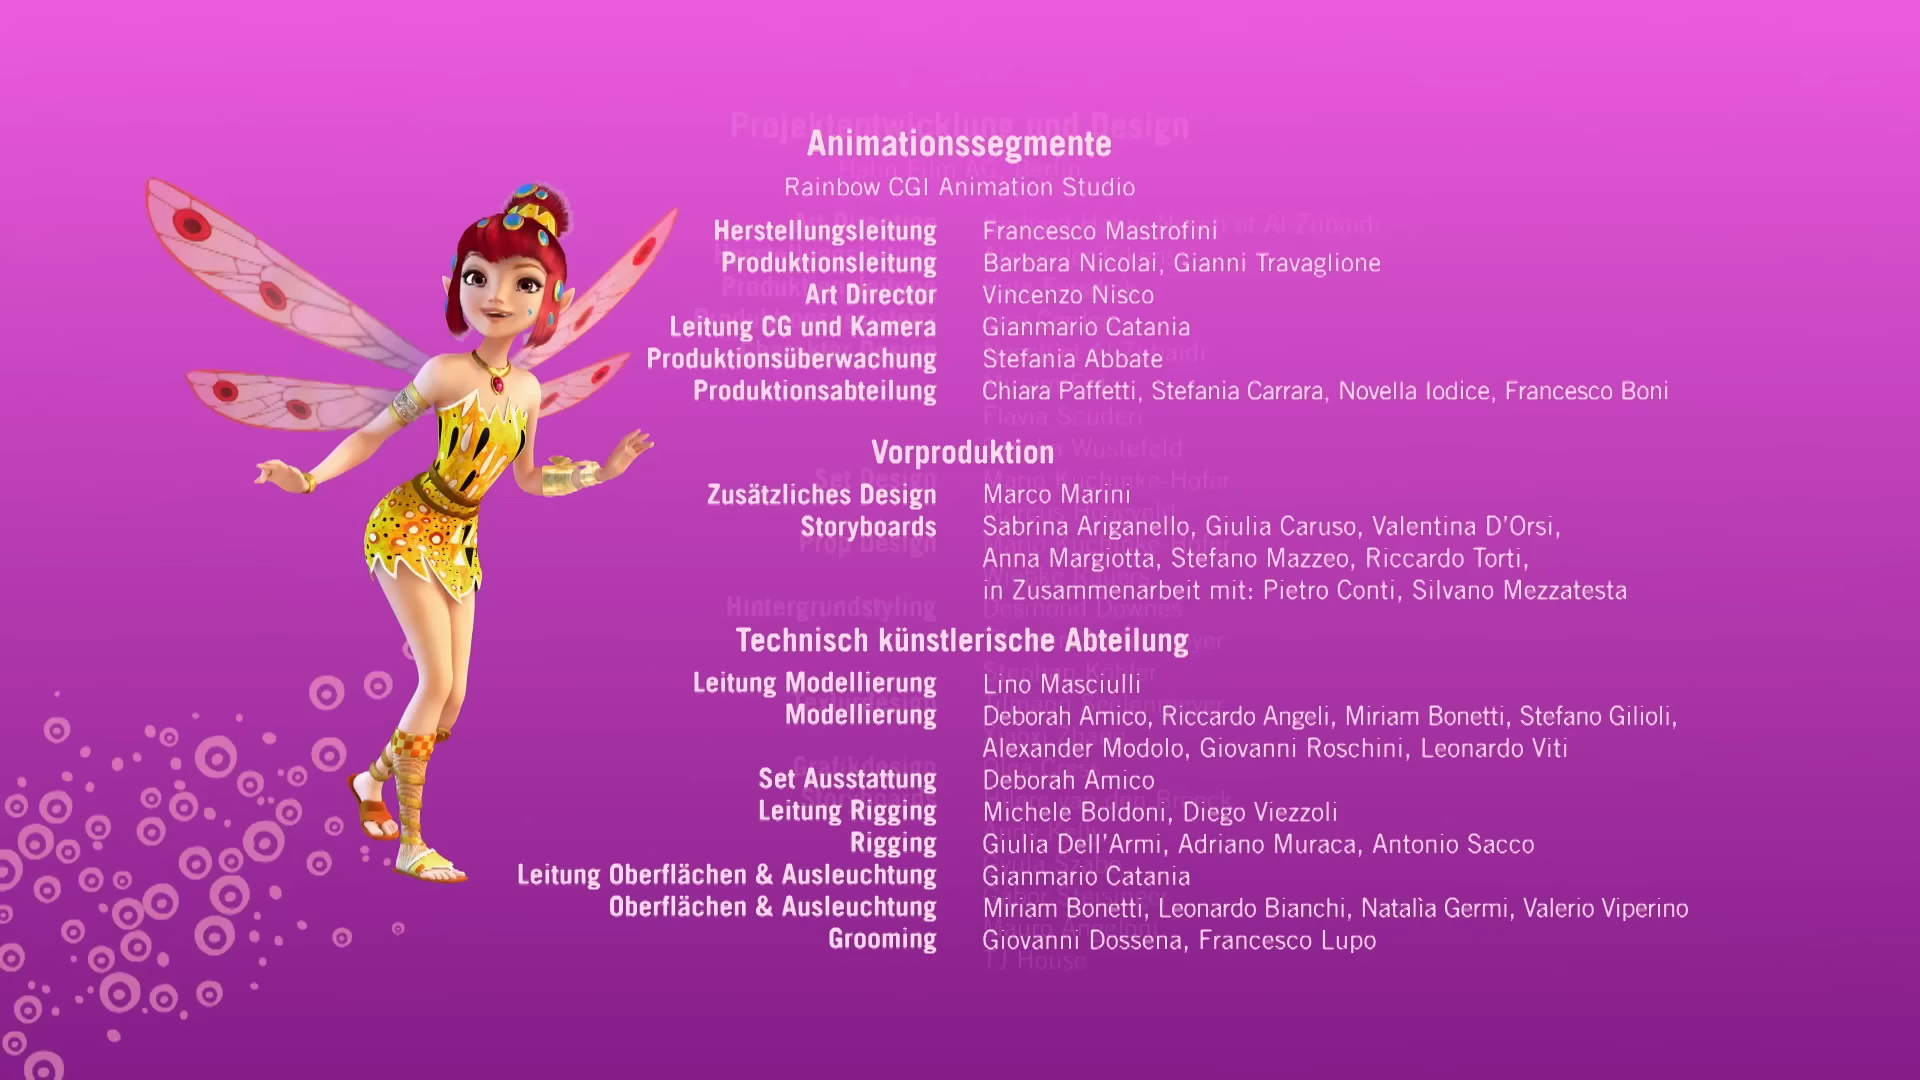 Animationssegmente
Rainbow CGI Animation Studio
Herstellungsleitung Francesco Mastrofini
Produktionsleitung Barbara Nicolai, Gianni Travaglione
Art Director Vincenzo Nisco
Leitung CG und Kamera Gianmario Catania
Produktionsüberwachung Stefania Abbate
Produktionsabteilung Chiara Paffetti, Stefania Carrara, Novella Iodice, Francesco Boni
Vorproduktion
Zusätzliches Design Marco Marini
Storyboards Sabrina Ariganello, Giulia Caruso, Valentina D'Orsi,
Anna Margiotta, Stefano Mazzeo, Riccardo Torti,
in Zusammenarbeit mit: Pietro Conti, Silvano Mezzatesta
Technisch künstlerische Abteilung
Leitung Modellierung Lino Masciulli
Modellierung Deborah Amico, Riccardo Angeli, Miriam Bonetti, Stefano Gilioli,
Alexander Modolo, Giovanni Roschini, Leonardo Viti
Set Ausstattung Deborah Amico
Leitung Rigging Michele Boldoni, Diego Viezzoli
Rigging Giulia Dell'Armi, Adriano Muraca, Antonio Sacco
Leitung Oberflächen & Ausleuchtung Gianmario Catania
Oberflächen & Ausleuchtung Miriam Bonetti, Leonardo Bianchi, Natalìa Germi, Valerio Viperino
Grooming Giovanni Dossena, Francesco Lupo